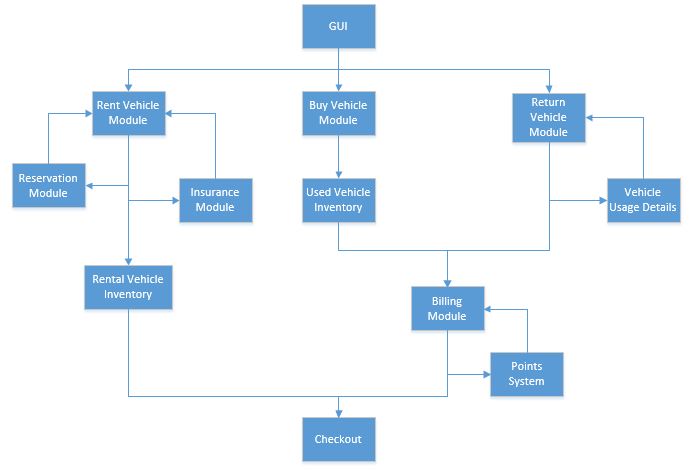 GUI
Rent Vehicle
Module
Buy Vehicle
Module
Return
Vehicle
Module
Reservation
Module
Insurance
Module
Used Vehicle
Inventory
Vehicle
Usage Details
Rental Vehicle
Inventory
Billing
Module
Points
System
Checkout